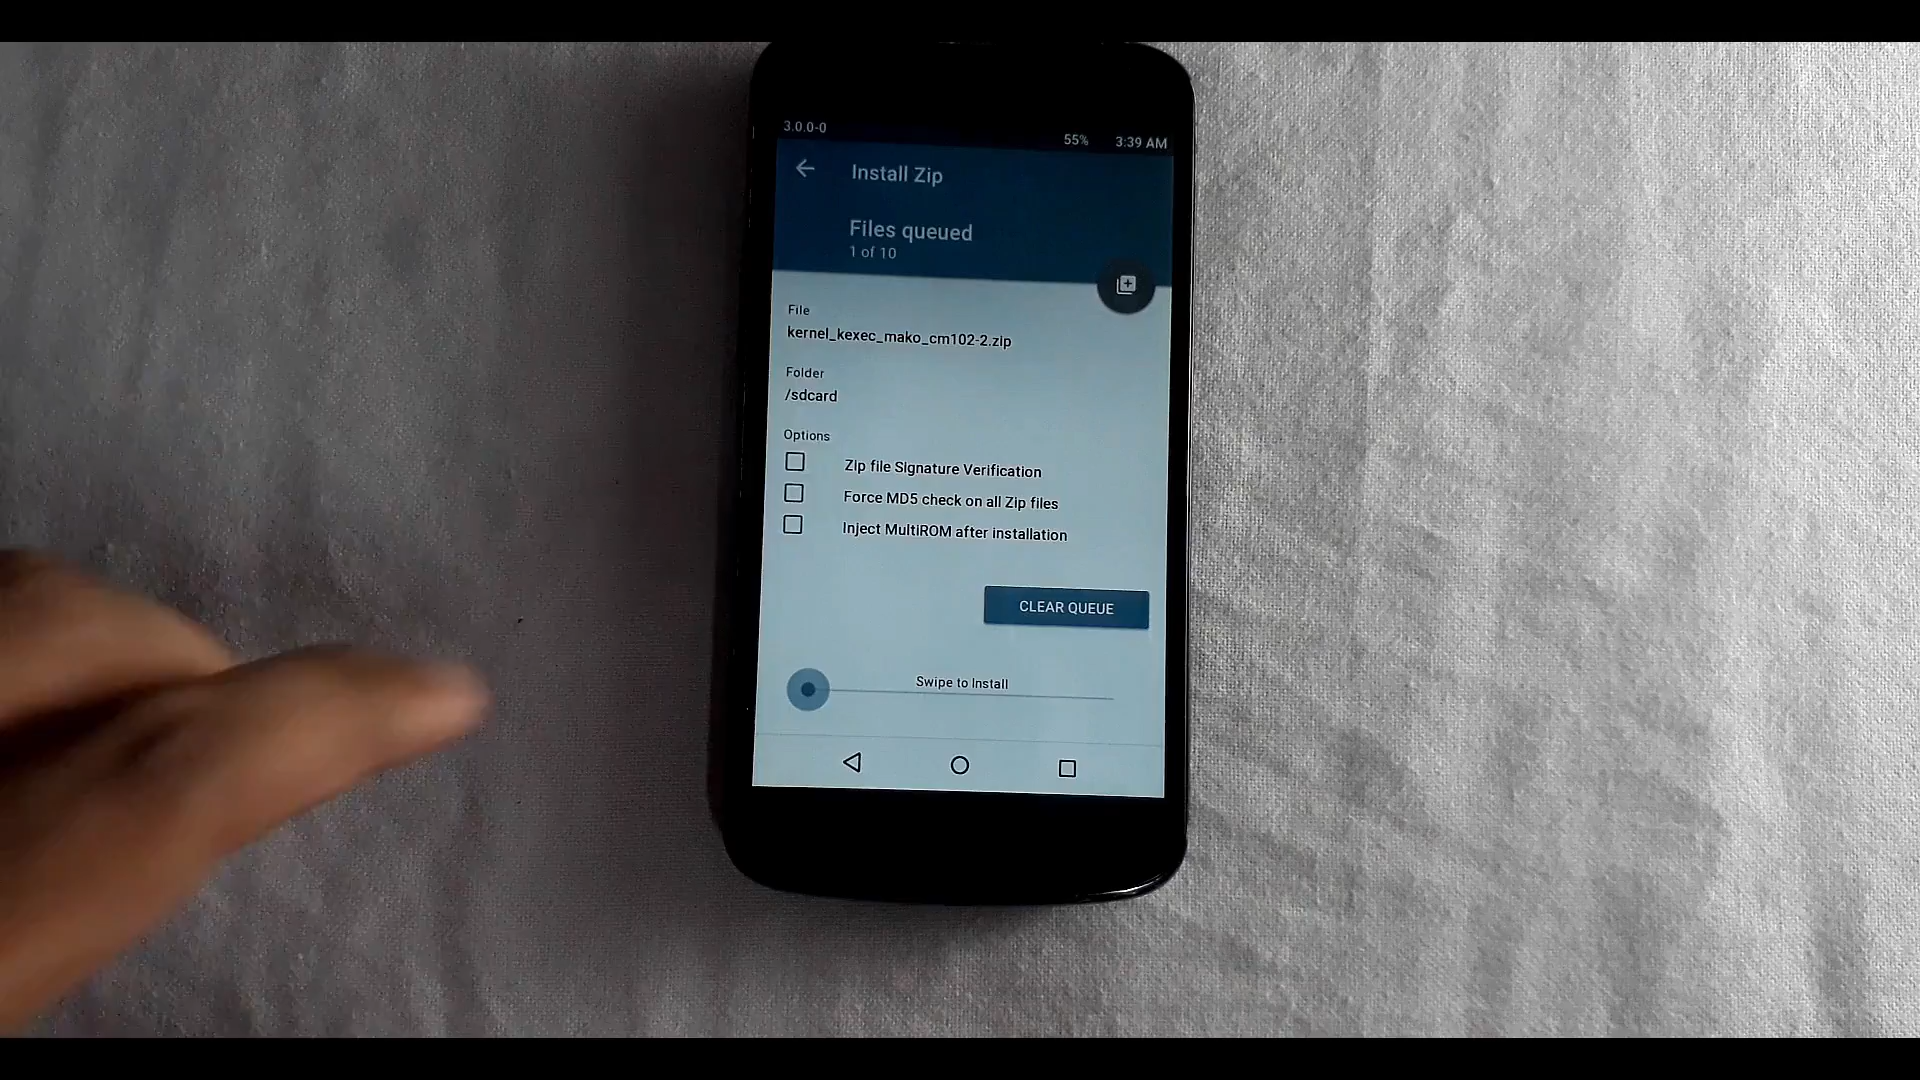 3.0.0-0
55% 3:39 AM
Install Zip
Files queued
1 of 10
File
kernel_kexec_mako_cm102-2.zip
Folder
/sdcard
Options
Zip file Signature Verification
Force MD5 check on all Zip files
Inject MultiROM after installation
CLEAR QUEUE
Swipe to Install